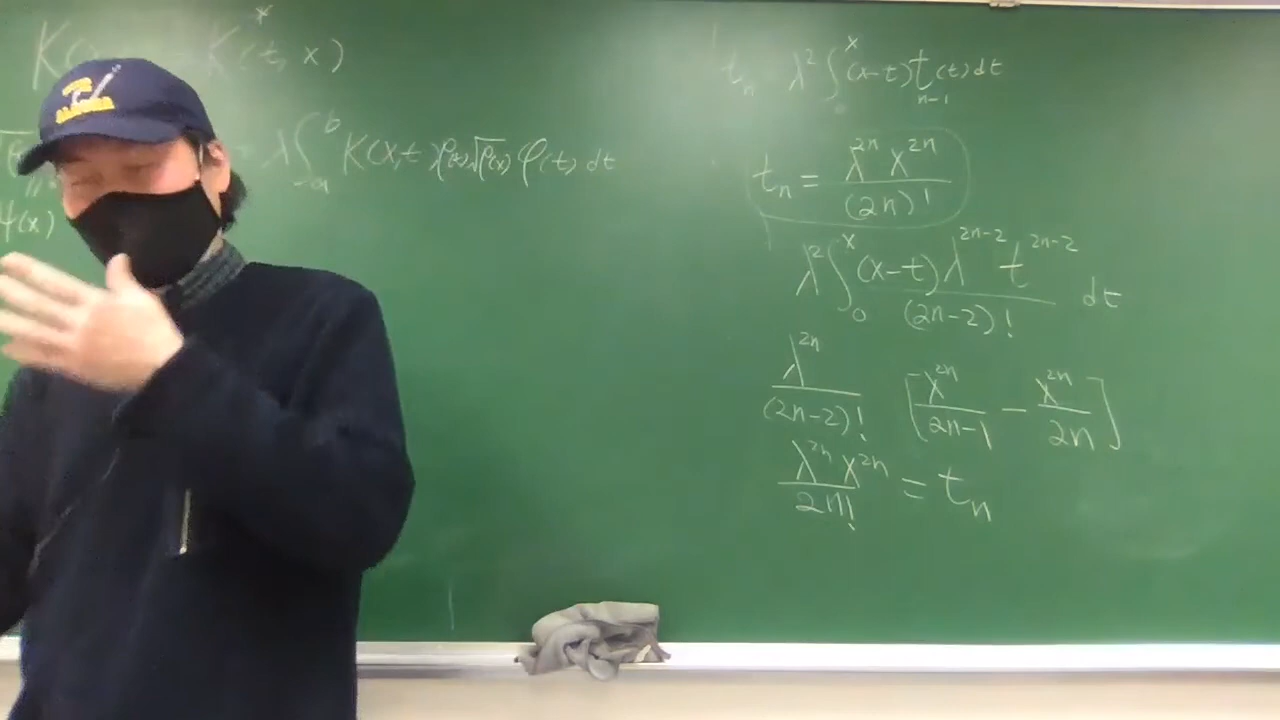 K(t, x)
λ∫_{-a}^{b} K(x,t)√ρ(t)√ρ(x) φ(t) dt
Ψ(x)
t_n λ² ∫_0^x (x-t) t_{n-1}(t) dt
t_n = λ^{2n} x^{2n} / (2n)!
λ² ∫_0^x (x-t) λ^{2n-2} t^{2n-2} / (2n-2)! dt
λ^{2n} / (2n-2)! [x^{2n} / 2n-1 − x^{2n} / 2n]
λ^{2n} x^{2n} / 2n! = t_n